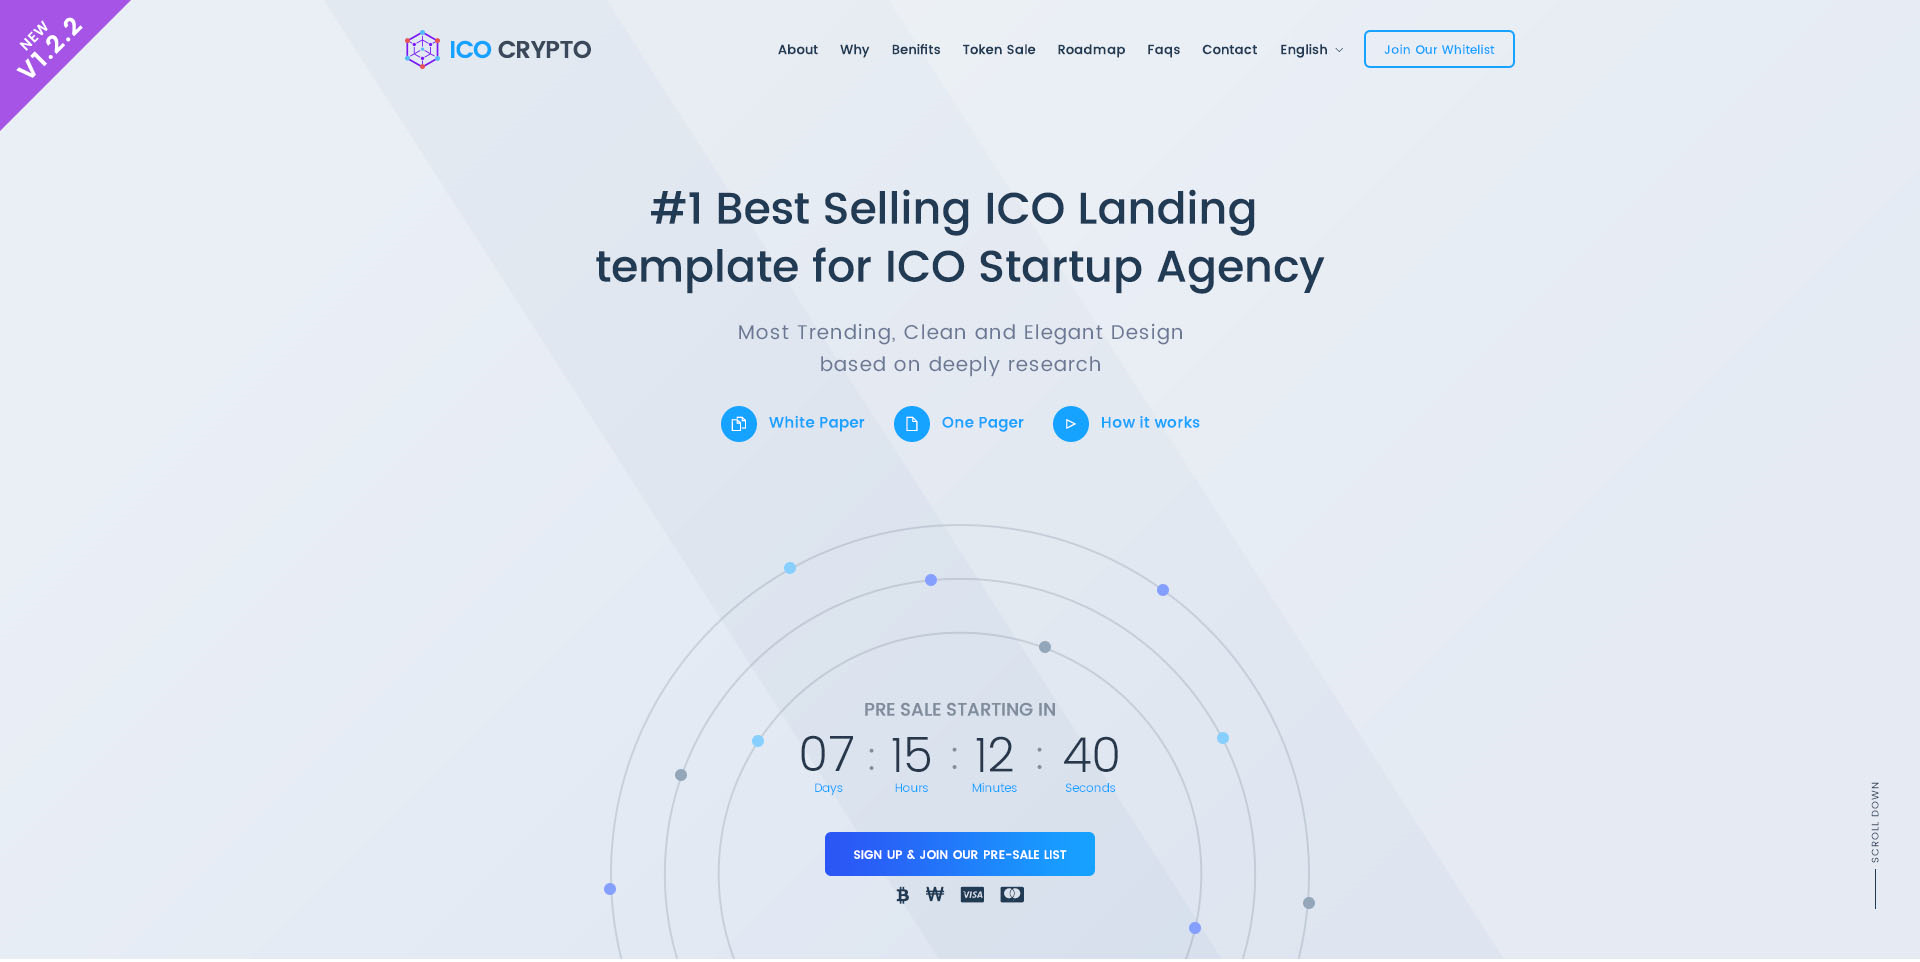 NEW
V1.2.2
ICO CRYPTO
About Why Benifits Token Sale Roadmap Faqs Contact English Join Our Whitelist
#1 Best Selling ICO Landing
template for ICO Startup Agency
Most Trending, Clean and Elegant Design
based on deeply research
White Paper One Pager How it works
PRE SALE STARTING IN
07 : 15 : 12 : 40
Days Hours Minutes Seconds
SIGN UP & JOIN OUR PRE-SALE LIST
VISA
SCROLL DOWN